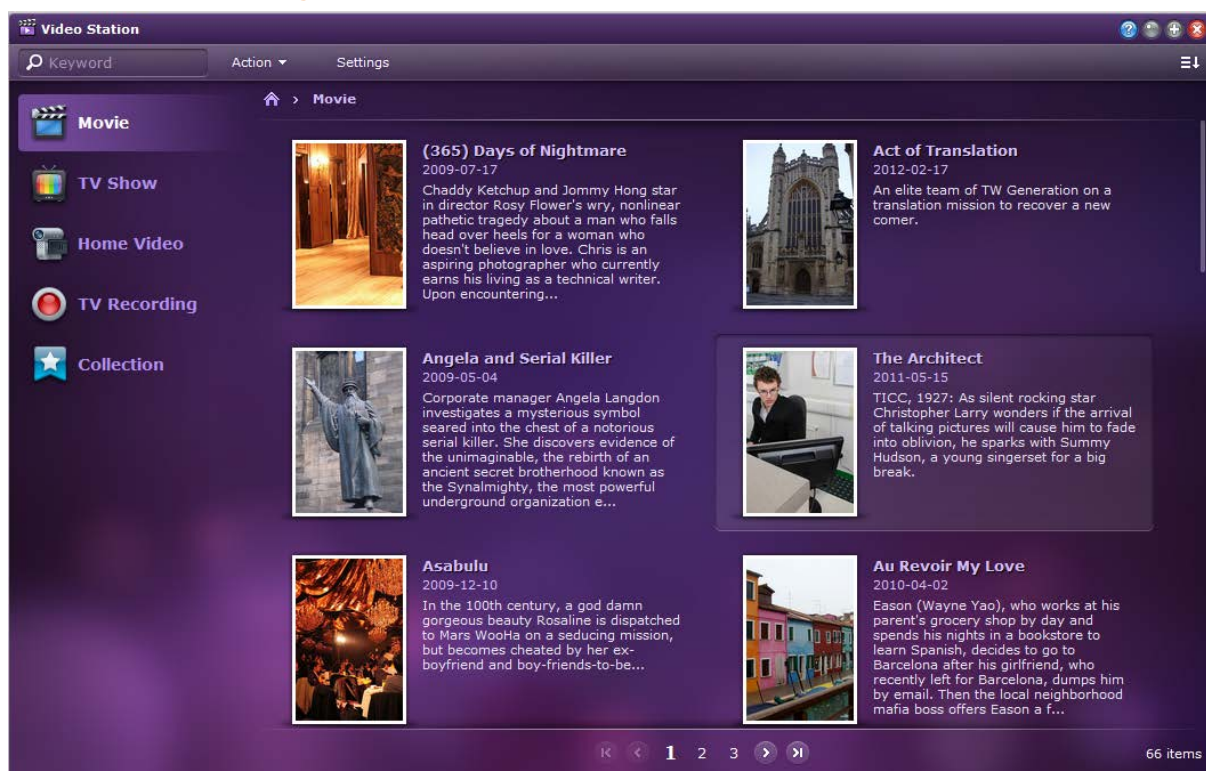 Video Station
Keyword
Action
Settings
Movie
TV Show
Home Video
TV Recording
Collection
> Movie
(365) Days of Nightmare
2009-07-17
Chaddy Ketchup and Jommy Hong star
in director Rosy Flower's wry, nonlinear
pathetic tragedy about a man who falls
head over heels for a woman who
doesn't believe in love. Chris is an
aspiring photographer who currently
earns his living as a technical writer.
Upon encountering...
Act of Translation
2012-02-17
An elite team of TW Generation on a
translation mission to recover a new
comer.
Angela and Serial Killer
2009-05-04
Corporate manager Angela Langdon
investigates a mysterious symbol
seared into the chest of a notorious
serial killer. She discovers evidence of
the unimaginable, the rebirth of an
ancient secret brotherhood known as
the Synalmighty, the most powerful
underground organization e...
The Architect
2011-05-15
TICC, 1927: As silent rocking star
Christopher Larry wonders if the arrival
of talking pictures will cause him to fade
into oblivion, he sparks with Summy
Hudson, a young singerset for a big
break.
Asabulu
2009-12-10
In the 100th century, a god damn
gorgeous beauty Rosaline is dispatched
to Mars WooHa on a seducing mission,
but becomes cheated by her ex-
boyfriend and boy-friends-to-be...
Au Revoir My Love
2010-04-02
Eason (Wayne Yao), who works at his
parent's grocery shop by day and
spends his nights in a bookstore to
learn Spanish, decides to go to
Barcelona after his girlfriend, who
recently left for Barcelona, dumps him
by email. Then the local neighborhood
mafia boss offers Eason a f...
1 2 3
66 items